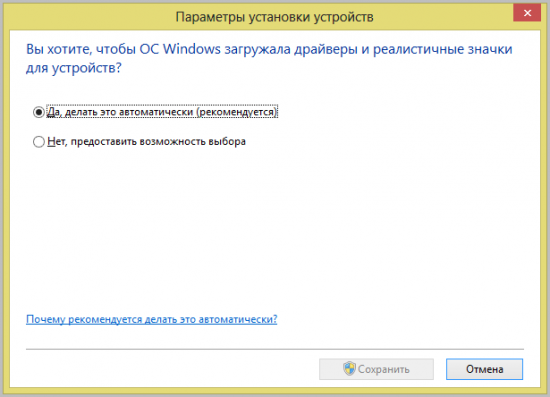 Параметры установки устройств
Вы хотите, чтобы ОС Windows загружала драйверы и реалистичные значки
для устройств?
Да, делать это автоматически (рекомендуется)
Нет, предоставить возможность выбора
Почему рекомендуется делать это автоматически?
Сохранить
Отмена